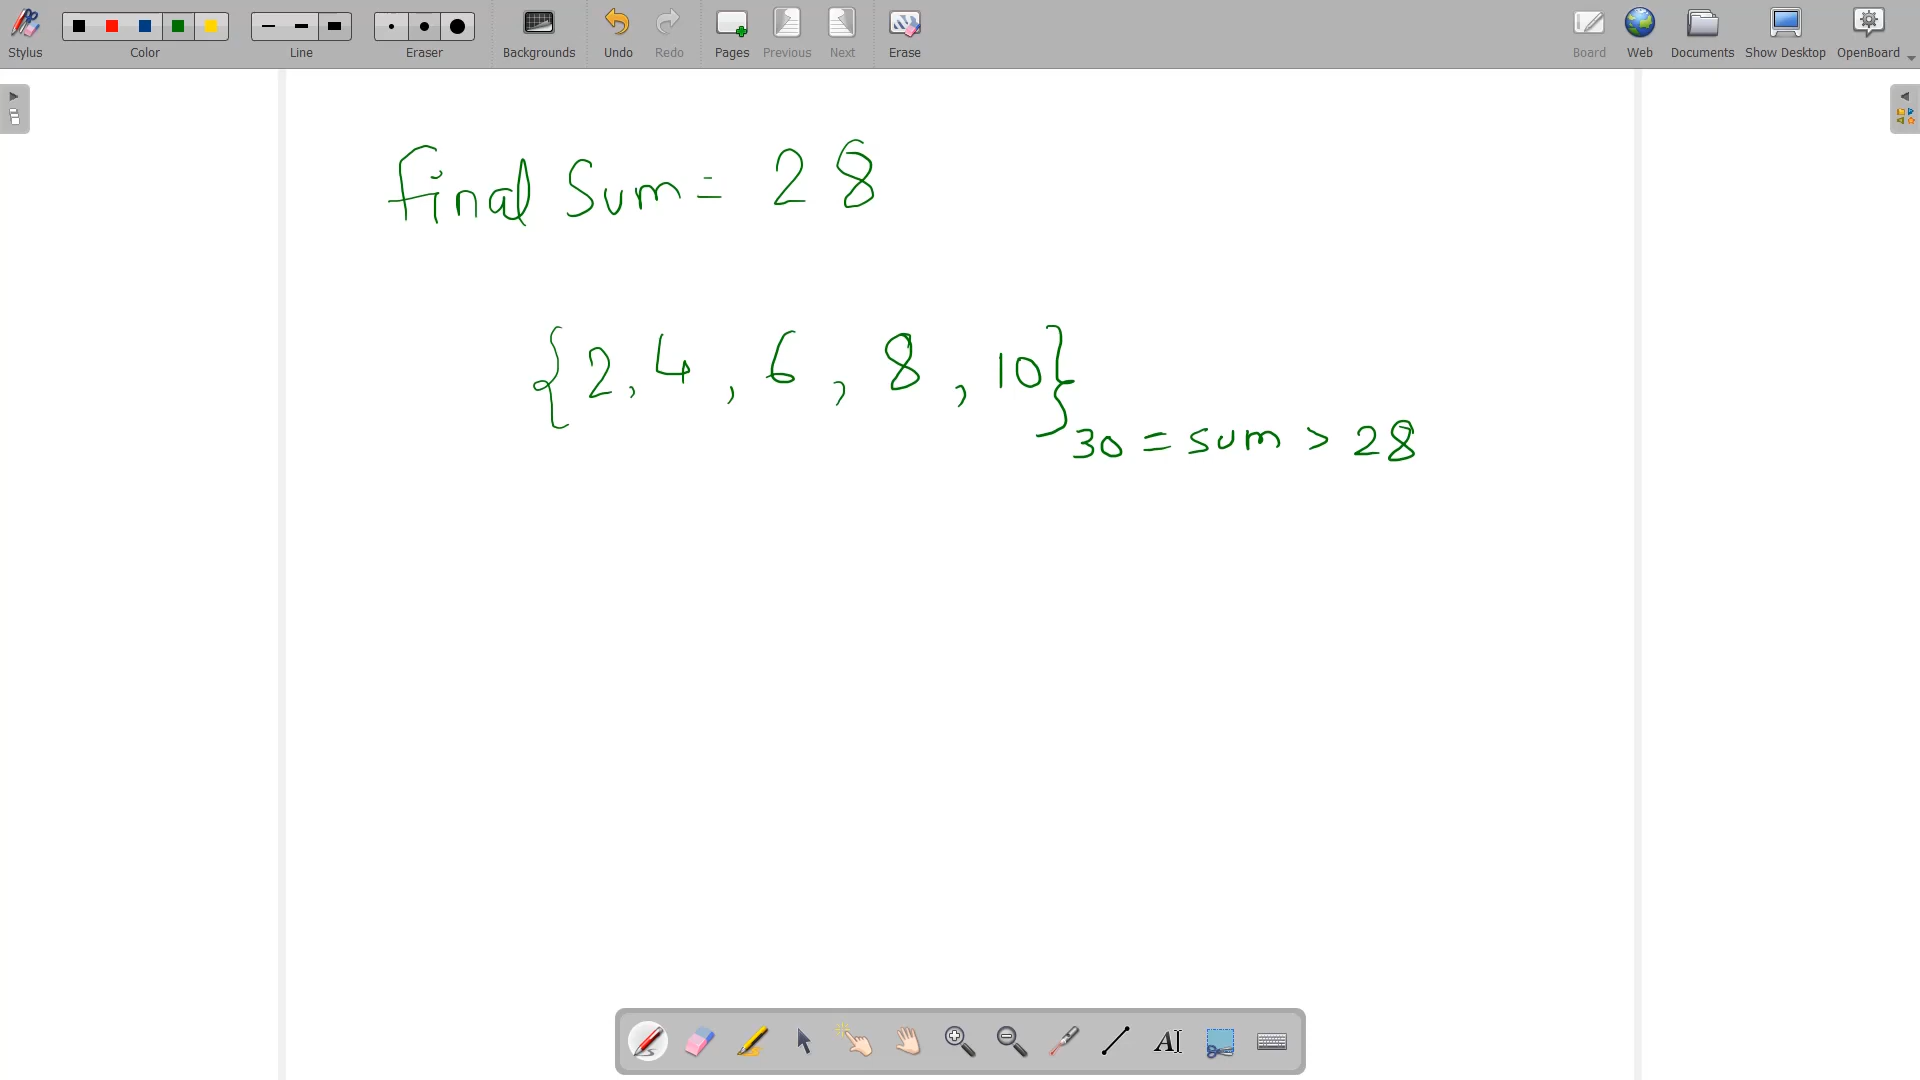 Stylus Color Line Eraser Backgrounds Undo Redo Pages Previous Next Erase Board Web Documents Show Desktop OpenBoard
final Sum = 28
{2, 4, 6, 8, 10}
30 = sum > 28